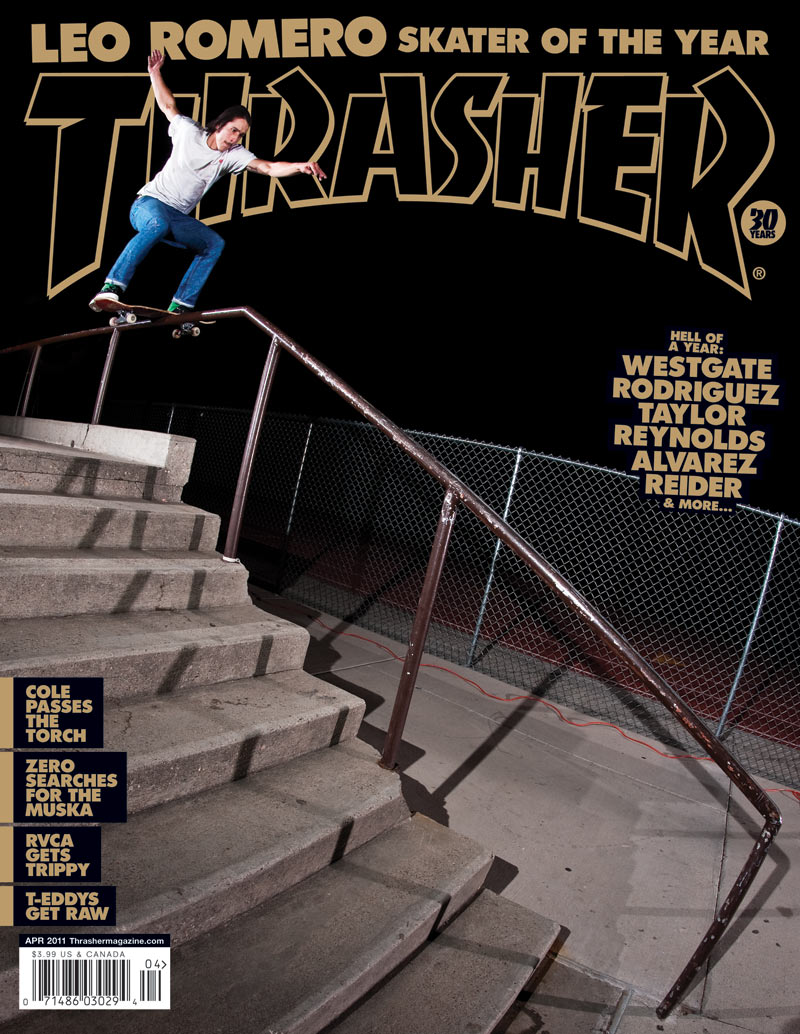 LEO ROMERO SKATER OF THE YEAR
THRASHER
30
YEARS
®
HELL OF
A YEAR:
WESTGATE
RODRIGUEZ
TAYLOR
REYNOLDS
ALVAREZ
REIDER
& MORE...
COLE
PASSES
THE
TORCH
ZERO
SEARCHES
FOR THE
MUSKA
RVCA
GETS
TRIPPY
T-EDDYS
GET RAW
APR 2011 Thrashermagazine.com
$3.99 US & CANADA
04>
0 71486 03029 4